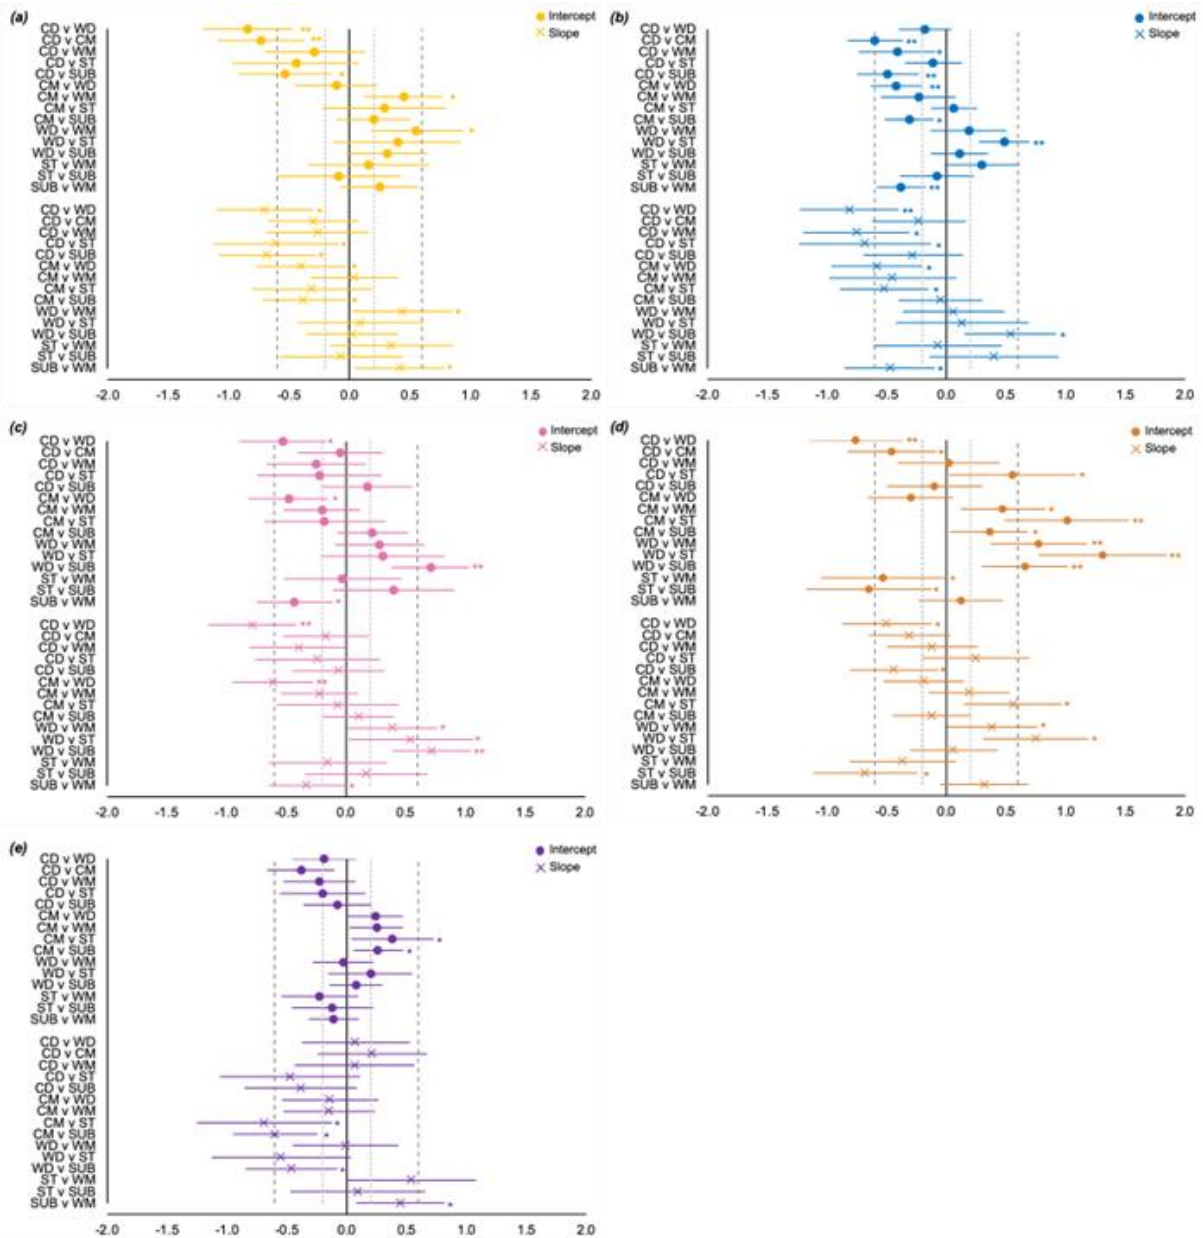 (a)
Intercept
Slope
CD v WD
CD v CM
CD v WM
CD v ST
CD v SUB
CM v WD
CM v WM
CM v ST
CM v SUB
WD v WM
WD v ST
WD v SUB
ST v WM
ST v SUB
SUB v WM
CD v WD
CD v CM
CD v WM
CD v ST
CD v SUB
CM v WD
CM v WM
CM v ST
CM v SUB
WD v WM
WD v ST
WD v SUB
ST v WM
ST v SUB
SUB v WM
-2.0 -1.5 -1.0 -0.5 0.0 0.5 1.0 1.5 2.0
(b)
Intercept
Slope
CD v WD
CD v CM
CD v WM
CD v ST
CD v SUB
CM v WD
CM v WM
CM v ST
CM v SUB
WD v WM
WD v ST
WD v SUB
ST v WM
ST v SUB
SUB v WM
CD v WD
CD v CM
CD v WM
CD v ST
CD v SUB
CM v WD
CM v WM
CM v ST
CM v SUB
WD v WM
WD v ST
WD v SUB
ST v WM
ST v SUB
SUB v WM
-2.0 -1.5 -1.0 -0.5 0.0 0.5 1.0 1.5 2.0
(c)
Intercept
Slope
CD v WD
CD v CM
CD v WM
CD v ST
CD v SUB
CM v WD
CM v WM
CM v ST
CM v SUB
WD v WM
WD v ST
WD v SUB
ST v WM
ST v SUB
SUB v WM
CD v WD
CD v CM
CD v WM
CD v ST
CD v SUB
CM v WD
CM v WM
CM v ST
CM v SUB
WD v WM
WD v ST
WD v SUB
ST v WM
ST v SUB
SUB v WM
-2.0 -1.5 -1.0 -0.5 0.0 0.5 1.0 1.5 2.0
(d)
Intercept
Slope
CD v WD
CD v CM
CD v WM
CD v ST
CD v SUB
CM v WD
CM v WM
CM v ST
CM v SUB
WD v WM
WD v ST
WD v SUB
ST v WM
ST v SUB
SUB v WM
CD v WD
CD v CM
CD v WM
CD v ST
CD v SUB
CM v WD
CM v WM
CM v ST
CM v SUB
WD v WM
WD v ST
WD v SUB
ST v WM
ST v SUB
SUB v WM
-2.0 -1.5 -1.0 -0.5 0.0 0.5 1.0 1.5 2.0
(e)
Intercept
Slope
CD v WD
CD v CM
CD v WM
CD v ST
CD v SUB
CM v WD
CM v WM
CM v ST
CM v SUB
WD v WM
WD v ST
WD v SUB
ST v WM
ST v SUB
SUB v WM
CD v WD
CD v CM
CD v WM
CD v ST
CD v SUB
CM v WD
CM v WM
CM v ST
CM v SUB
WD v WM
WD v ST
WD v SUB
ST v WM
ST v SUB
SUB v WM
-2.0 -1.5 -1.0 -0.5 0.0 0.5 1.0 1.5 2.0